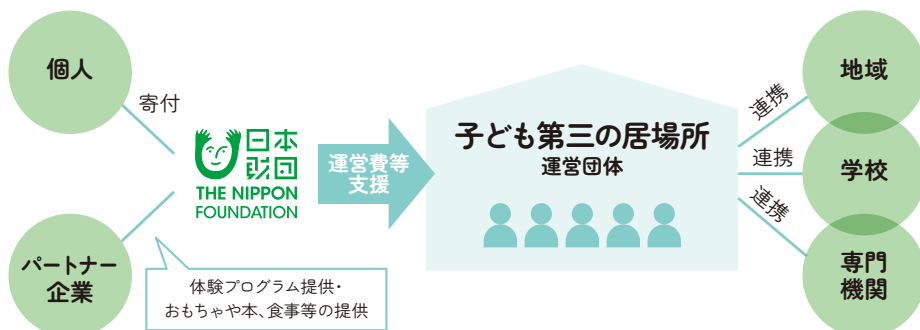 個人
寄付
日本
財団
THE NIPPON
FOUNDATION
パートナー
企業
体験プログラム提供・
おもちゃや本、食事等の提供
運営費等
支援
子ども第三の居場所
運営団体
連携
地域
連携
学校
連携
専門
機関